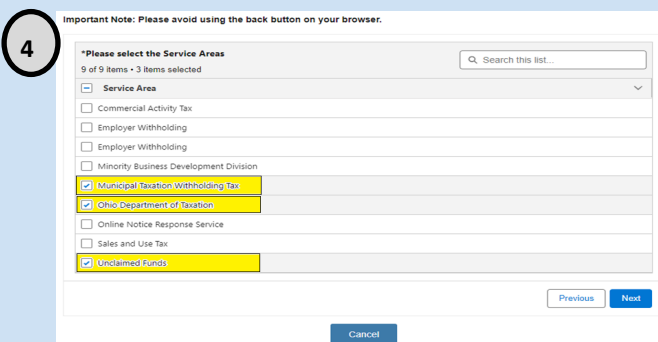 Important Note: Please avoid using the back button on your browser.
4
*Please select the Service Areas
Search this list...
9 of 9 items • 3 items selected
Service Area
Commercial Activity Tax
Employer Withholding
Employer Withholding
Minority Business Development Division
Municipal Taxation Withholding Tax
Ohio Department of Taxation
Online Notice Response Service
Sales and Use Tax
Unclaimed Funds
Previous Next
Cancel